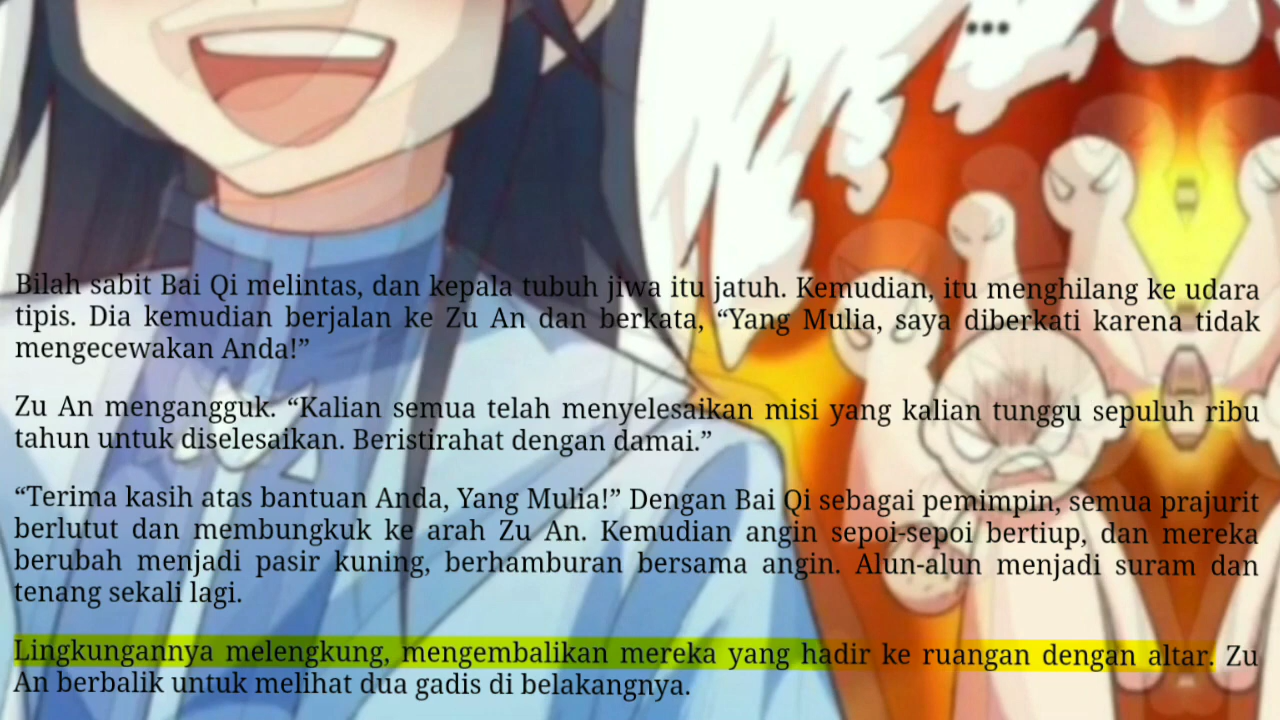 ...
Bilah sabit Bai Qi melintas, dan kepala tubuh jiwa itu jatuh. Kemudian, itu menghilang ke udara
tipis. Dia kemudian berjalan ke Zu An dan berkata, “Yang Mulia, saya diberkati karena tidak
mengecewakan Anda!”
Zu An mengangguk. “Kalian semua telah menyelesaikan misi yang kalian tunggu sepuluh ribu
tahun untuk diselesaikan. Beristirahat dengan damai.”
“Terima kasih atas bantuan Anda, Yang Mulia!” Dengan Bai Qi sebagai pemimpin, semua prajurit
berlutut dan membungkuk ke arah Zu An. Kemudian angin sepoi-sepoi bertiup, dan mereka
berubah menjadi pasir kuning, berhamburan bersama angin. Alun-alun menjadi suram dan
tenang sekali lagi.
Lingkungannya melengkung, mengembalikan mereka yang hadir ke ruangan dengan altar. Zu
An berbalik untuk melihat dua gadis di belakangnya.